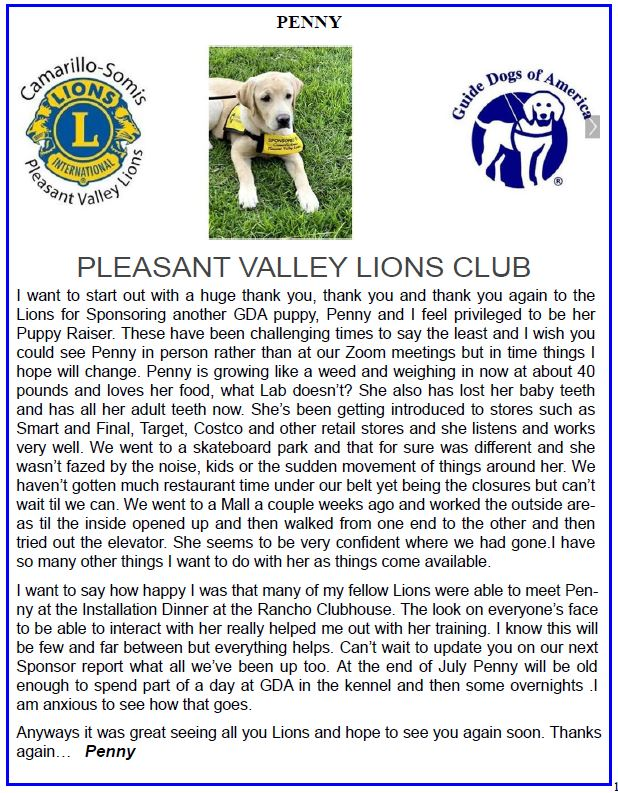 PENNY
Camarillo-Somis
LIONS
L
INTERNATIONAL
Pleasant Valley Lions
SPONSORED
Pleasant Valley Lions
Guide Dogs of America
®
PLEASANT VALLEY LIONS CLUB
I want to start out with a huge thank you, thank you and thank you again to the
Lions for Sponsoring another GDA puppy, Penny and I feel privileged to be her
Puppy Raiser. These have been challenging times to say the least and I wish you
could see Penny in person rather than at our Zoom meetings but in time things I
hope will change. Penny is growing like a weed and weighing in now at about 40
pounds and loves her food, what Lab doesn't? She also has lost her baby teeth
and has all her adult teeth now. She's been getting introduced to stores such as
Smart and Final, Target, Costco and other retail stores and she listens and works
very well. We went to a skateboard park and that for sure was different and she
wasn't fazed by the noise, kids or the sudden movement of things around her. We
haven't gotten much restaurant time under our belt yet being the closures but can't
wait til we can. We went to a Mall a couple weeks ago and worked the outside are-
as til the inside opened up and then walked from one end to the other and then
tried out the elevator. She seems to be very confident where we had gone.I have
so many other things I want to do with her as things come available.
I want to say how happy I was that many of my fellow Lions were able to meet Pen-
ny at the Installation Dinner at the Rancho Clubhouse. The look on everyone's face
to be able to interact with her really helped me out with her training. I know this will
be few and far between but everything helps. Can't wait to update you on our next
Sponsor report what all we've been up too. At the end of July Penny will be old
enough to spend part of a day at GDA in the kennel and then some overnights .I
am anxious to see how that goes.
Anyways it was great seeing all you Lions and hope to see you again soon. Thanks
again… Penny
1